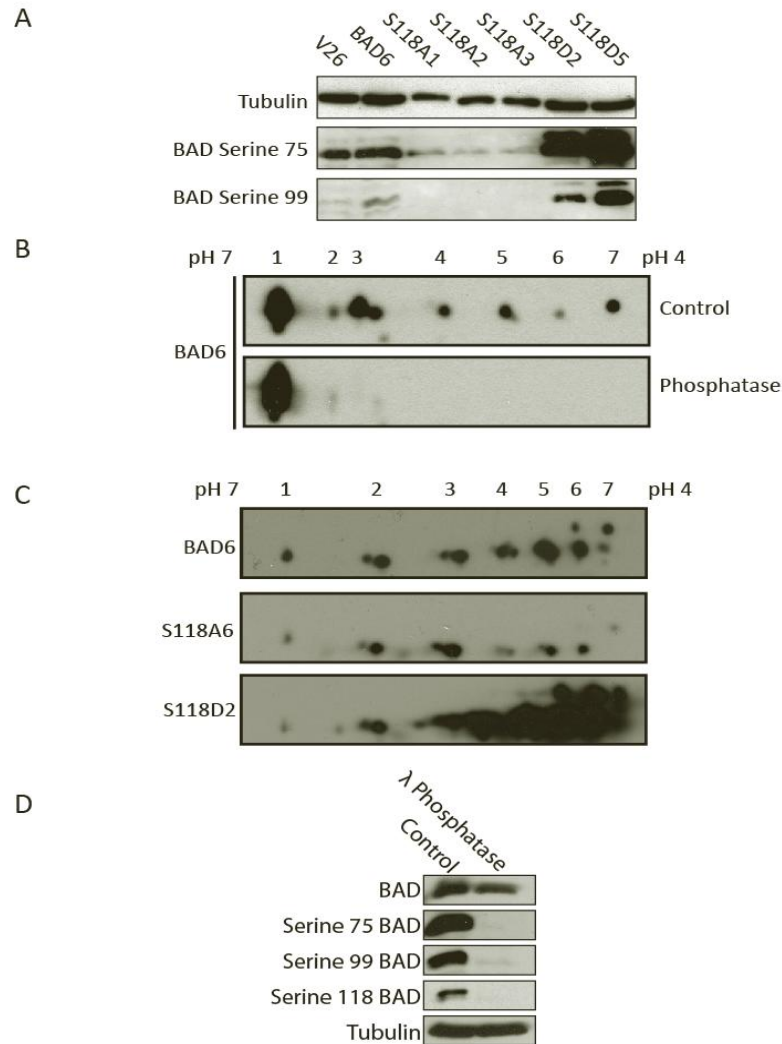 A
V26 BAD6 S118A1 S118A2 S118A3 S118D2 S118D5
Tubulin
BAD Serine 75
BAD Serine 99
B
pH 7 1 2 3 4 5 6 7 pH 4
BAD6
Control
Phosphatase
C
pH 7 1 2 3 4 5 6 7 pH 4
BAD6
S118A6
S118D2
D
Control λ Phosphatase
BAD
Serine 75 BAD
Serine 99 BAD
Serine 118 BAD
Tubulin